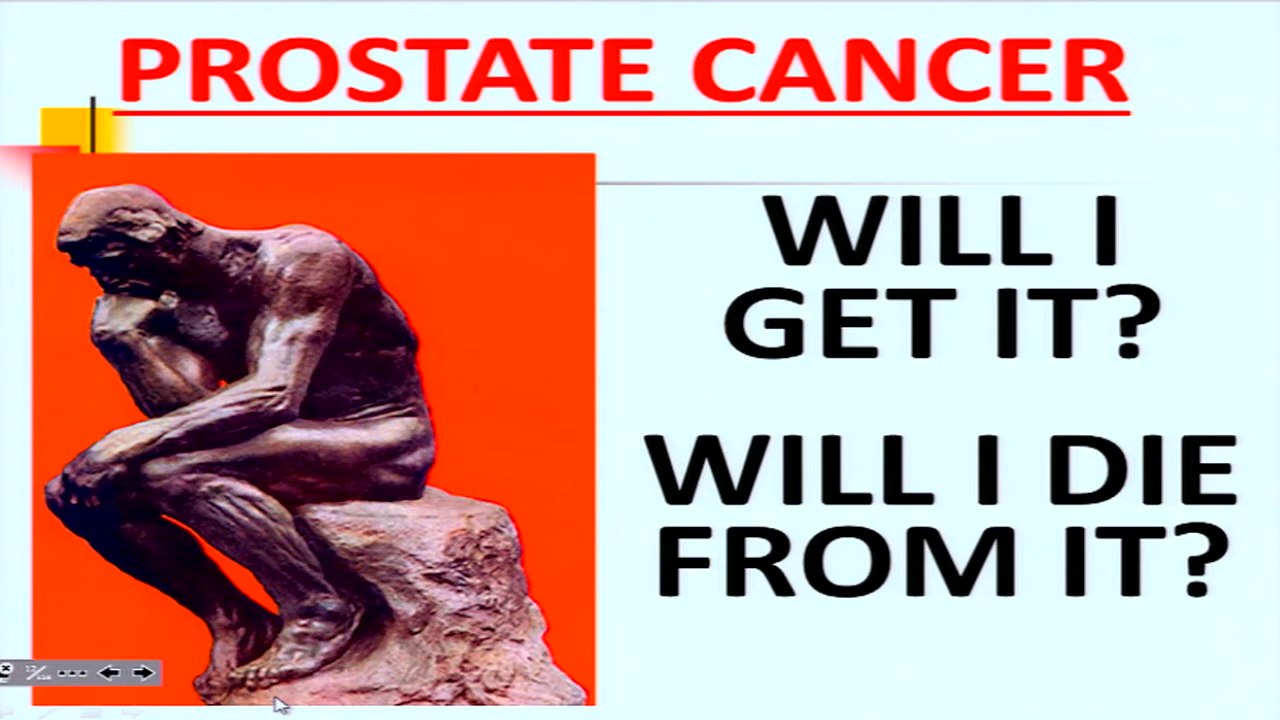 PROSTATE CANCER
WILL I
GET IT?
WILL I DIE
FROM IT?